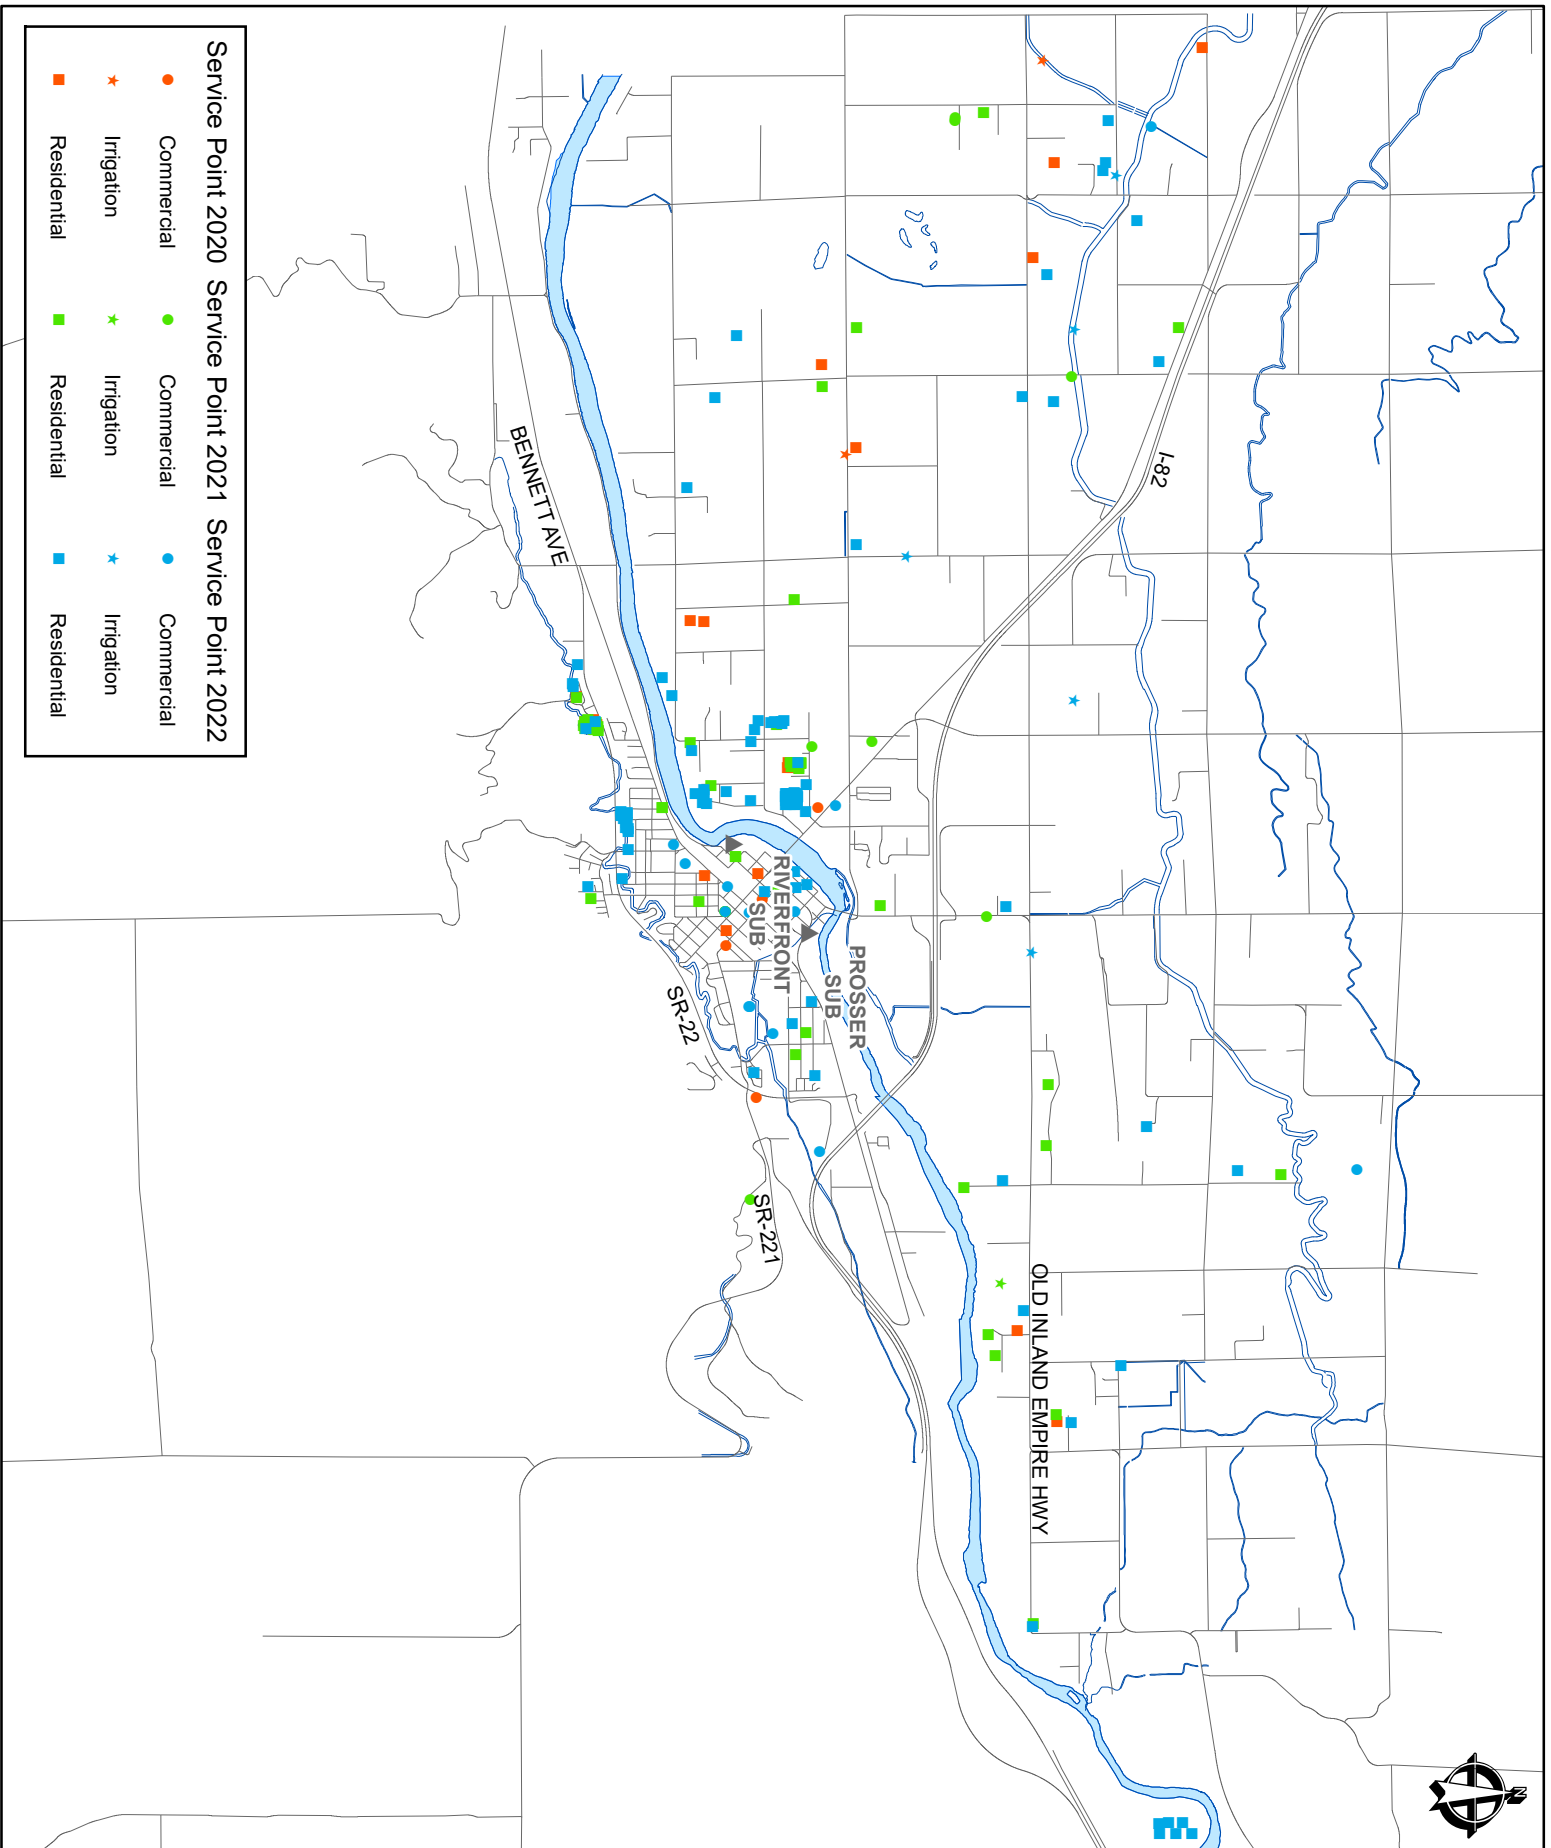 N
I-82
BENNETT AVE
RIVERFRONT
SUB
PROSSER
SUB
SR-22
SR-221
OLD INLAND EMPIRE HWY
Service Point 2020 Service Point 2021 Service Point 2022
Commercial Commercial Commercial
Irrigation Irrigation Irrigation
Residential Residential Residential